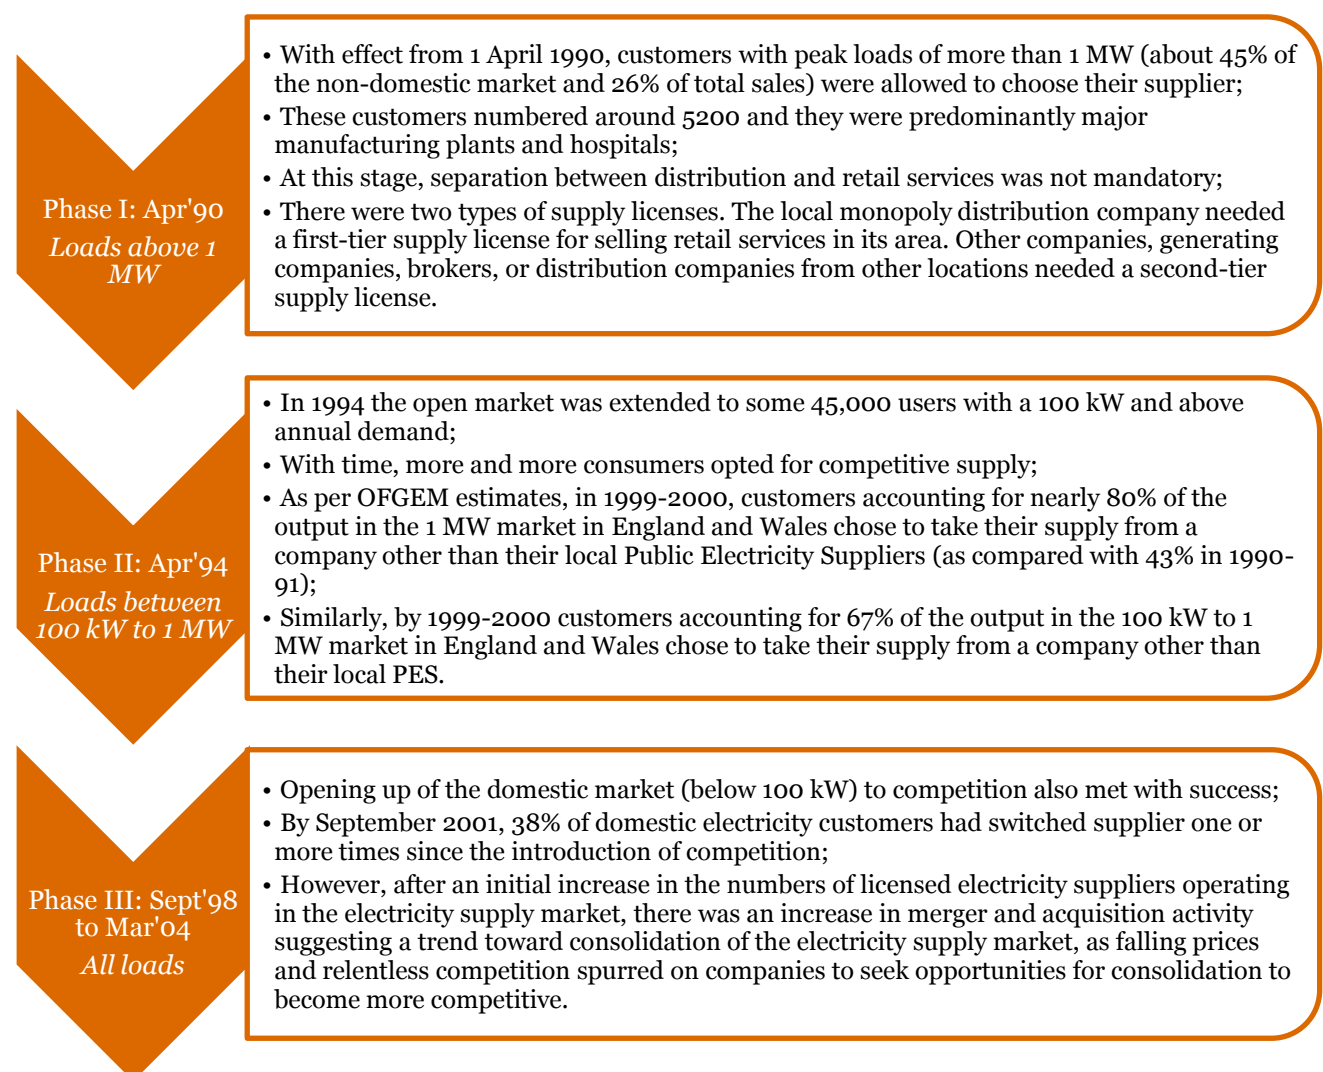 Phase I: Apr'90
Loads above 1
MW
• With effect from 1 April 1990, customers with peak loads of more than 1 MW (about 45% of
the non-domestic market and 26% of total sales) were allowed to choose their supplier;
• These customers numbered around 5200 and they were predominantly major
manufacturing plants and hospitals;
• At this stage, separation between distribution and retail services was not mandatory;
• There were two types of supply licenses. The local monopoly distribution company needed
a first-tier supply license for selling retail services in its area. Other companies, generating
companies, brokers, or distribution companies from other locations needed a second-tier
supply license.
Phase II: Apr'94
Loads between
100 kW to 1 MW
• In 1994 the open market was extended to some 45,000 users with a 100 kW and above
annual demand;
• With time, more and more consumers opted for competitive supply;
• As per OFGEM estimates, in 1999-2000, customers accounting for nearly 80% of the
output in the 1 MW market in England and Wales chose to take their supply from a
company other than their local Public Electricity Suppliers (as compared with 43% in 1990-
91);
• Similarly, by 1999-2000 customers accounting for 67% of the output in the 100 kW to 1
MW market in England and Wales chose to take their supply from a company other than
their local PES.
Phase III: Sept'98
to Mar'04
All loads
• Opening up of the domestic market (below 100 kW) to competition also met with success;
• By September 2001, 38% of domestic electricity customers had switched supplier one or
more times since the introduction of competition;
• However, after an initial increase in the numbers of licensed electricity suppliers operating
in the electricity supply market, there was an increase in merger and acquisition activity
suggesting a trend toward consolidation of the electricity supply market, as falling prices
and relentless competition spurred on companies to seek opportunities for consolidation to
become more competitive.